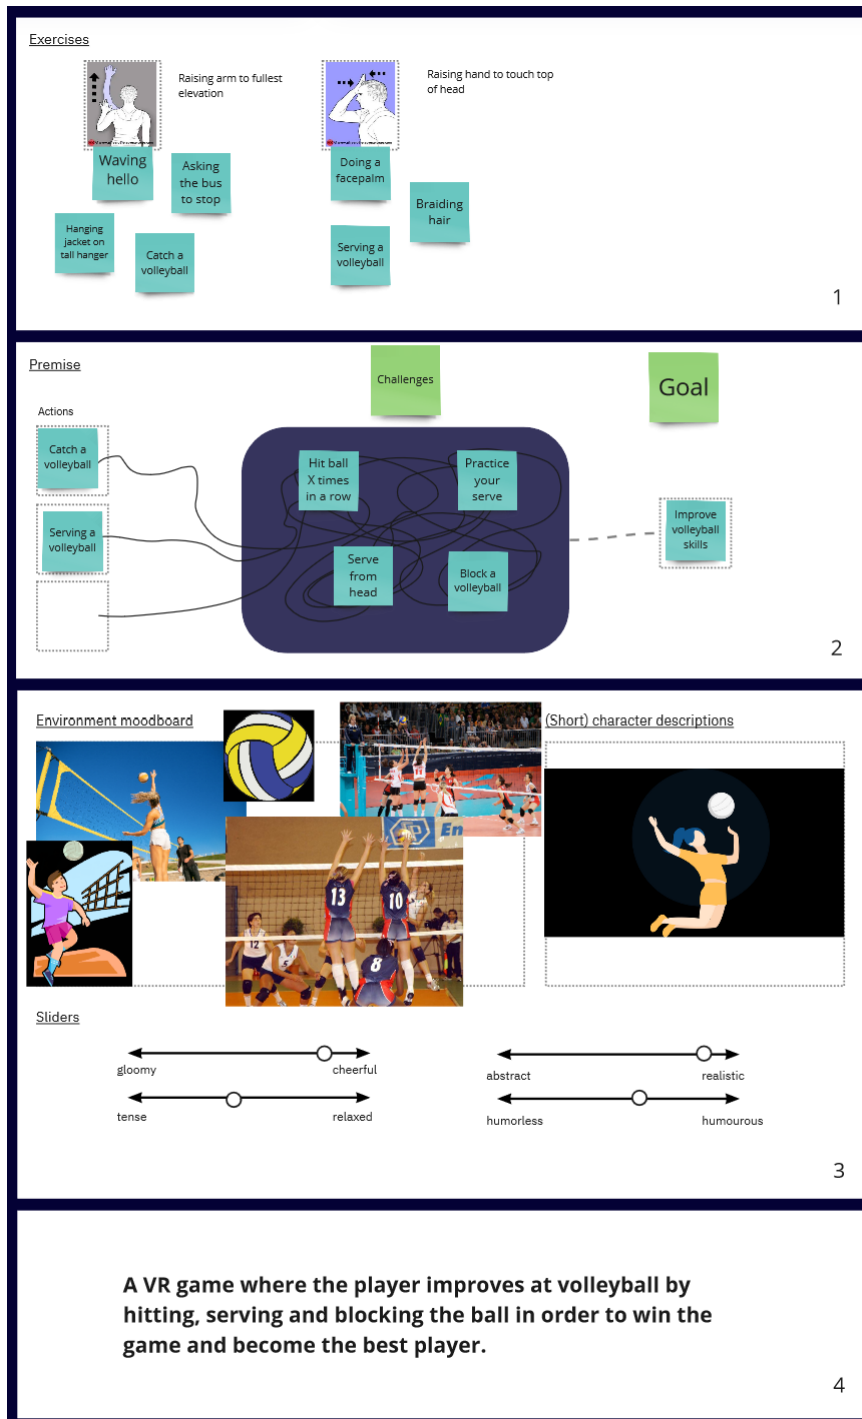 Exercises
Raising arm to fullest
elevation
Raising hand to touch top
of head
Waving
hello
Asking
the bus
to stop
Hanging
jacket on
tall hanger
Catch a
volleyball
Doing a
facepalm
Braiding
hair
Serving a
volleyball
1
Premise
Challenges
Goal
Actions
Catch a
volleyball
Serving a
volleyball
Hit ball
X times
in a row
Practice
your
serve
Serve
from
head
Block a
volleyball
Improve
volleyball
skills
2
Environment moodboard
(Short) character descriptions
En
13
10
12
8
Sliders
gloomy
cheerful
abstract
realistic
tense
relaxed
humorless
humourous
3
A VR game where the player improves at volleyball by
hitting, serving and blocking the ball in order to win the
game and become the best player.
4